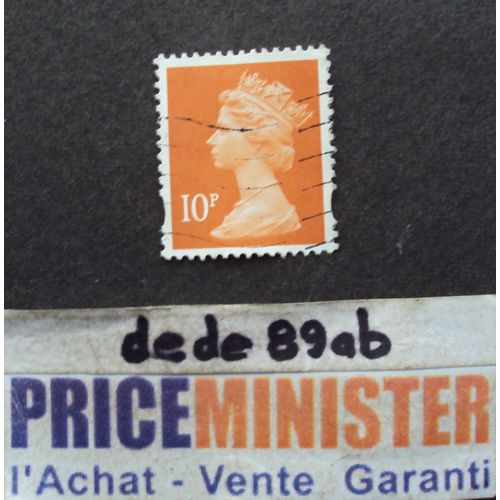 10P
dede 89ab
PRICEMINISTER
l'Achat - Vente Garanti